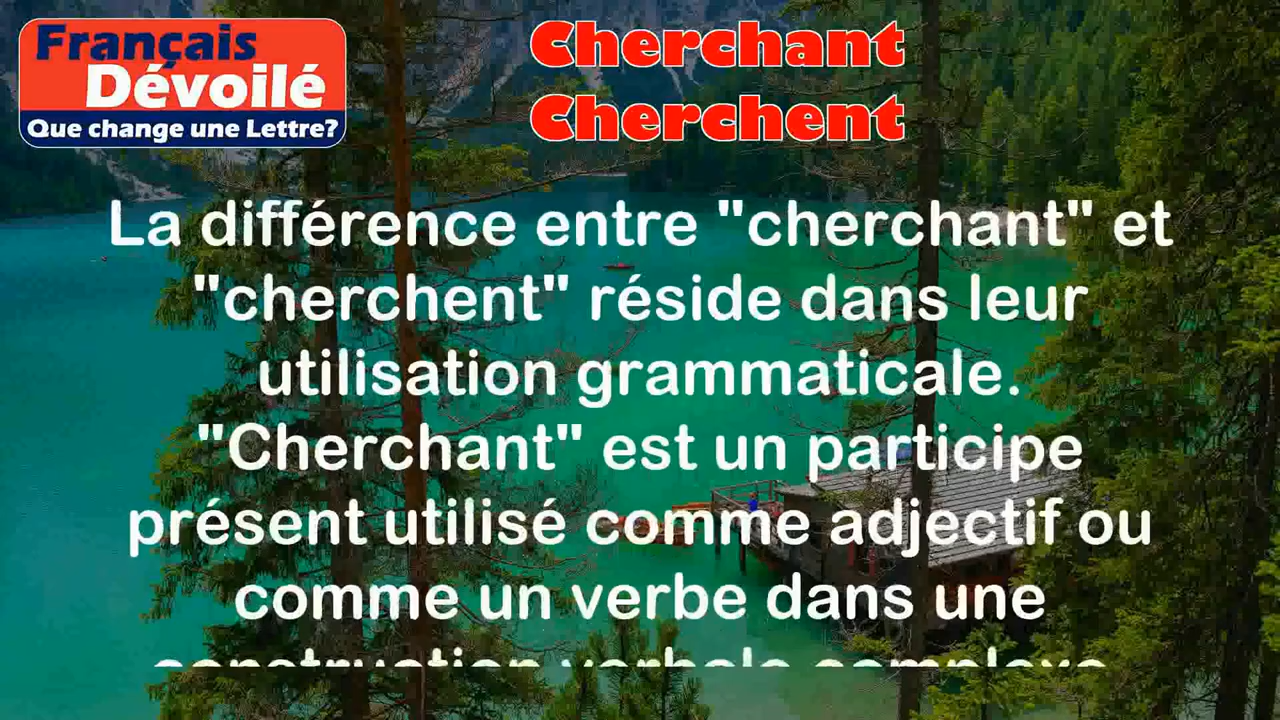 Français
Dévoilé
Que change une Lettre?
Cherchant
Cherchent
La différence entre "cherchant" et
"cherchent" réside dans leur
utilisation grammaticale.
"Cherchant" est un participe
présent utilisé comme adjectif ou
comme un verbe dans une